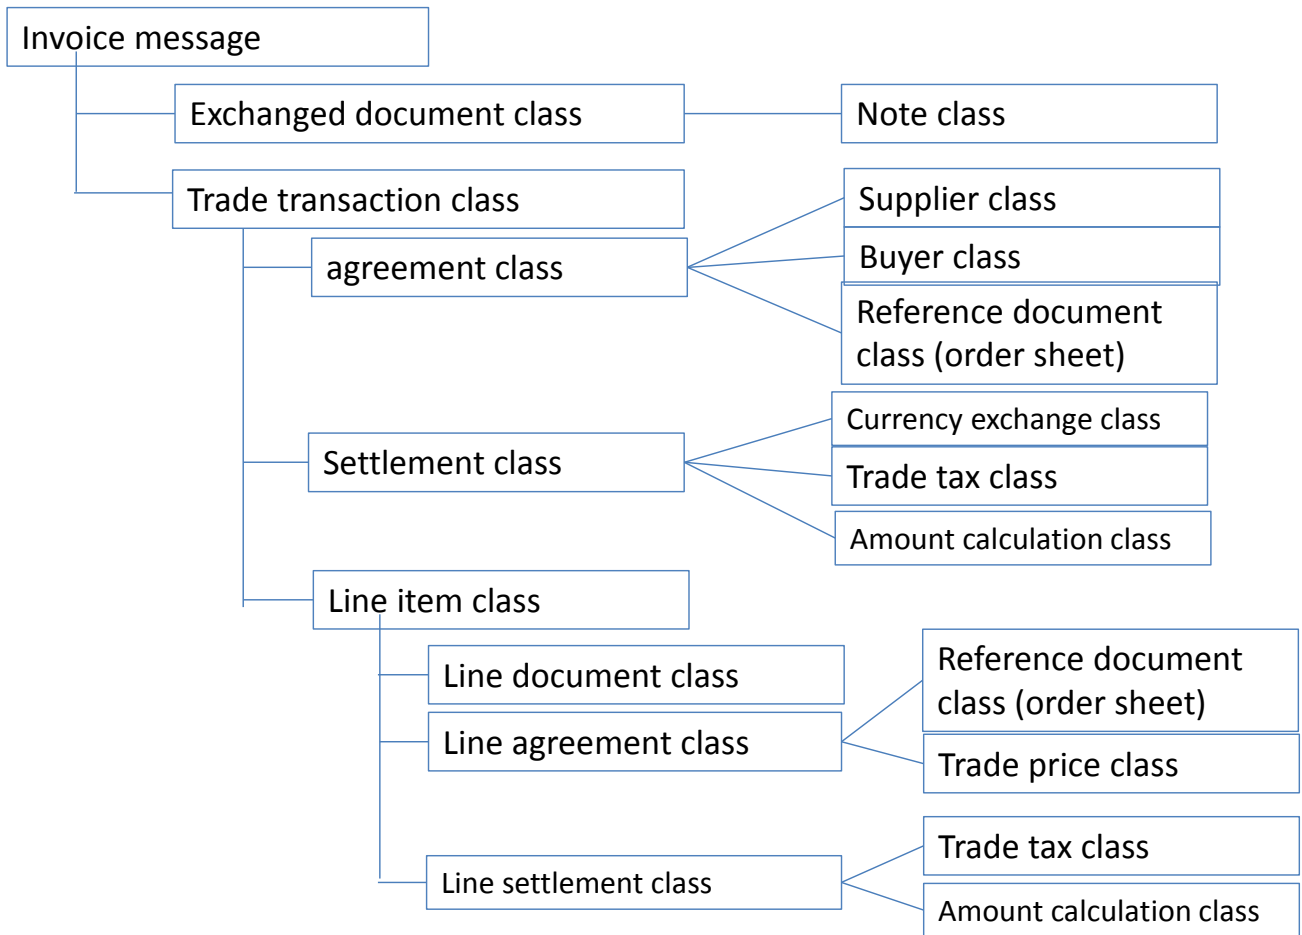 Invoice message
Exchanged document class
Note class
Trade transaction class
Supplier class
agreement class
Buyer class
Reference document
class (order sheet)
Currency exchange class
Settlement class
Trade tax class
Amount calculation class
Line item class
Line document class
Reference document
class (order sheet)
Line agreement class
Trade price class
Trade tax class
Line settlement class
Amount calculation class